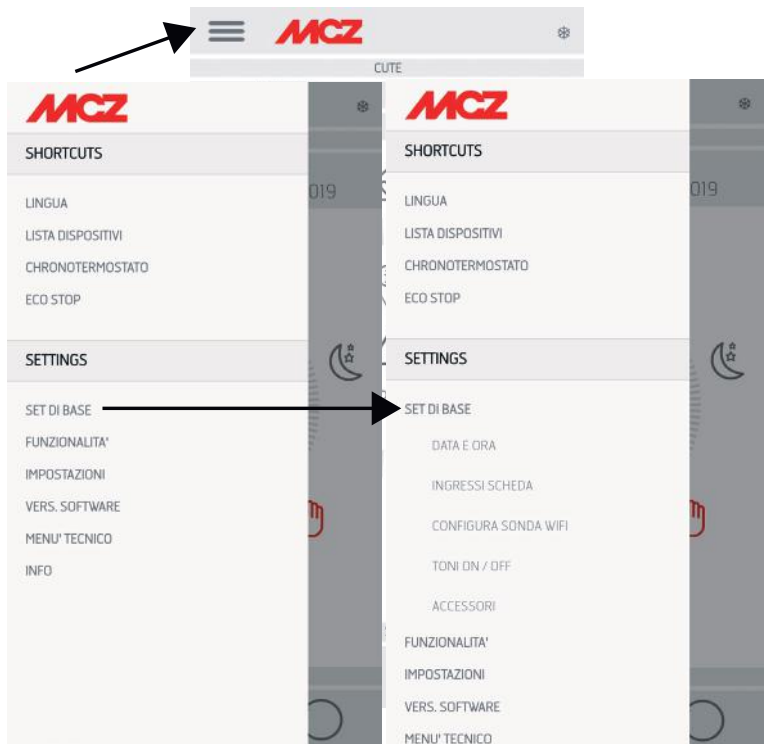 MCZ
CUTE
MCZ
SHORTCUTS
019
LINGUA
LISTA DISPOSITIVI
CHRONOTERMOSTATO
ECO STOP
SETTINGS
SET DI BASE
FUNZIONALITA'
IMPOSTAZIONI
VERS. SOFTWARE
MENU' TECNICO
INFO
MCZ
SHORTCUTS
019
LINGUA
LISTA DISPOSITIVI
CHRONOTERMOSTATO
ECO STOP
SETTINGS
SET DI BASE
DATA E ORA
INGRESSI SCHEDA
CONFIGURA SONDA WIFI
TONI ON / OFF
ACCESSORI
FUNZIONALITA'
IMPOSTAZIONI
VERS. SOFTWARE
MENU' TECNICO